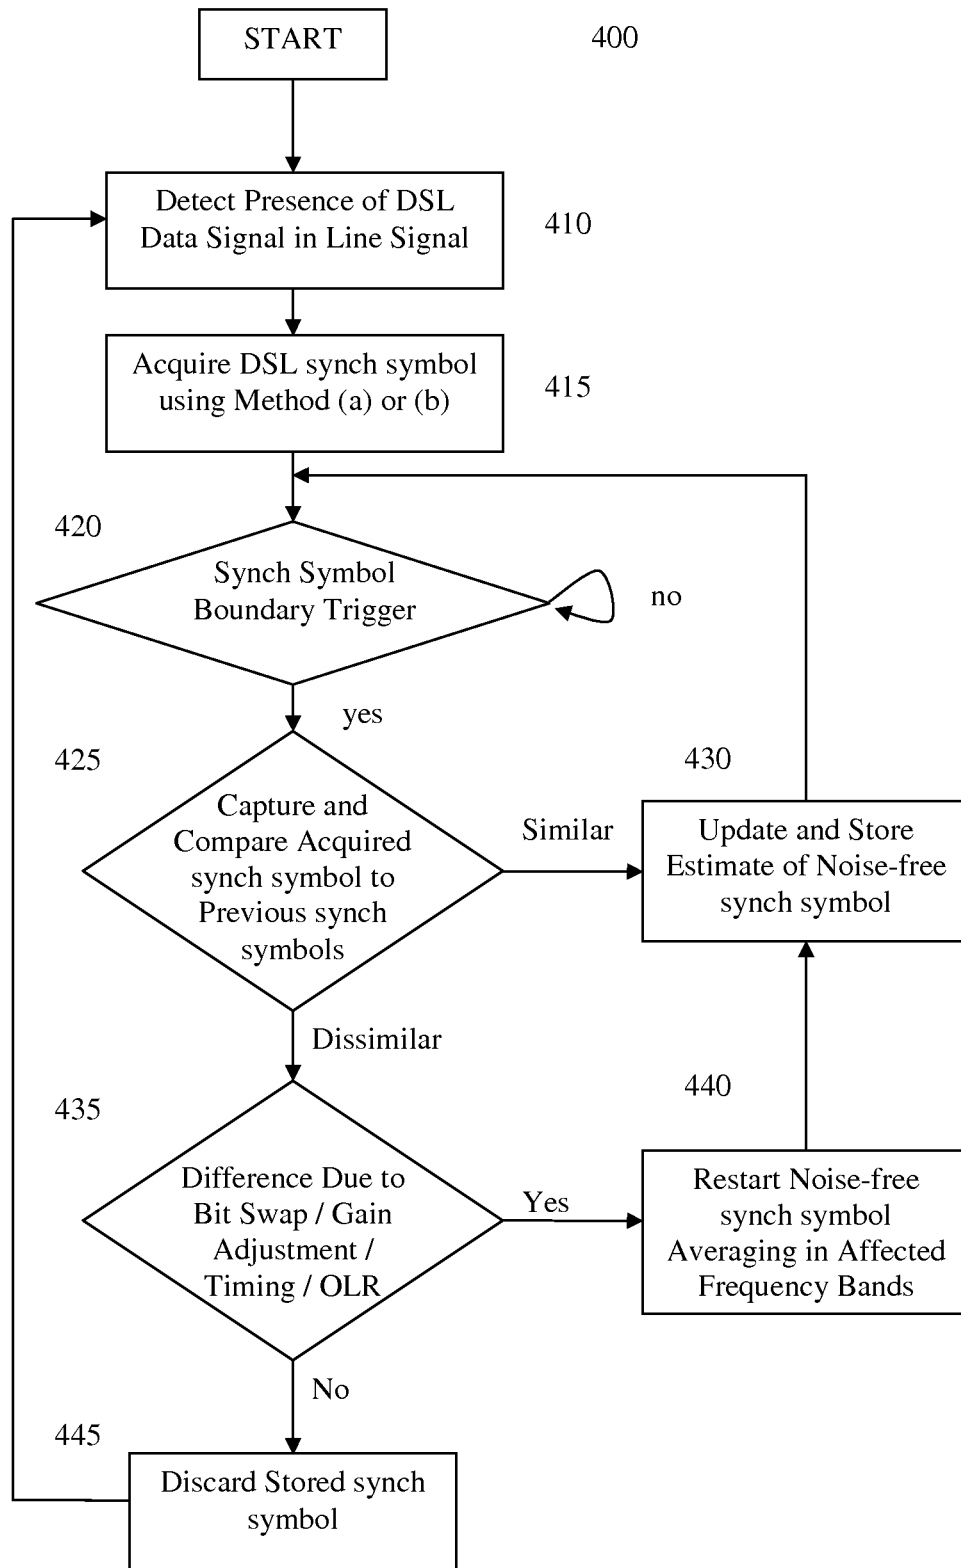 START
400
Detect Presence of DSL
Data Signal in Line Signal
410
Acquire DSL synch symbol
using Method (a) or (b)
415
420
Synch Symbol
Boundary Trigger
no
yes
425
Capture and
Compare Acquired
synch symbol to
Previous synch
symbols
Similar
430
Update and Store
Estimate of Noise-free
synch symbol
Dissimilar
435
Difference Due to
Bit Swap / Gain
Adjustment /
Timing / OLR
Yes
440
Restart Noise-free
synch symbol
Averaging in Affected
Frequency Bands
No
445
Discard Stored synch
symbol